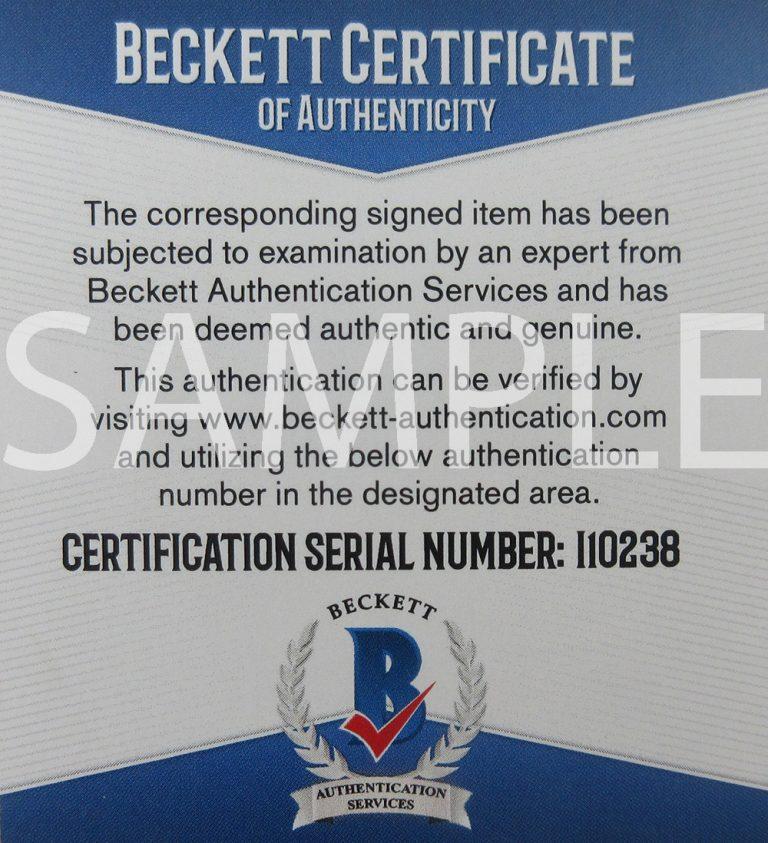 BECKETT CERTIFICATE
OF AUTHENTICITY
The corresponding signed item has been
subjected to examination by an expert from
Beckett Authentication Services and has
been deemed authentic and genuine.
SAMPLE
This authentication can be verified by
visiting www.beckett-authentication.com
and utilizing the below authentication
number in the designated area.
CERTIFICATION SERIAL NUMBER: I10238
BECKETT
B
AUTHENTICATION
SERVICES